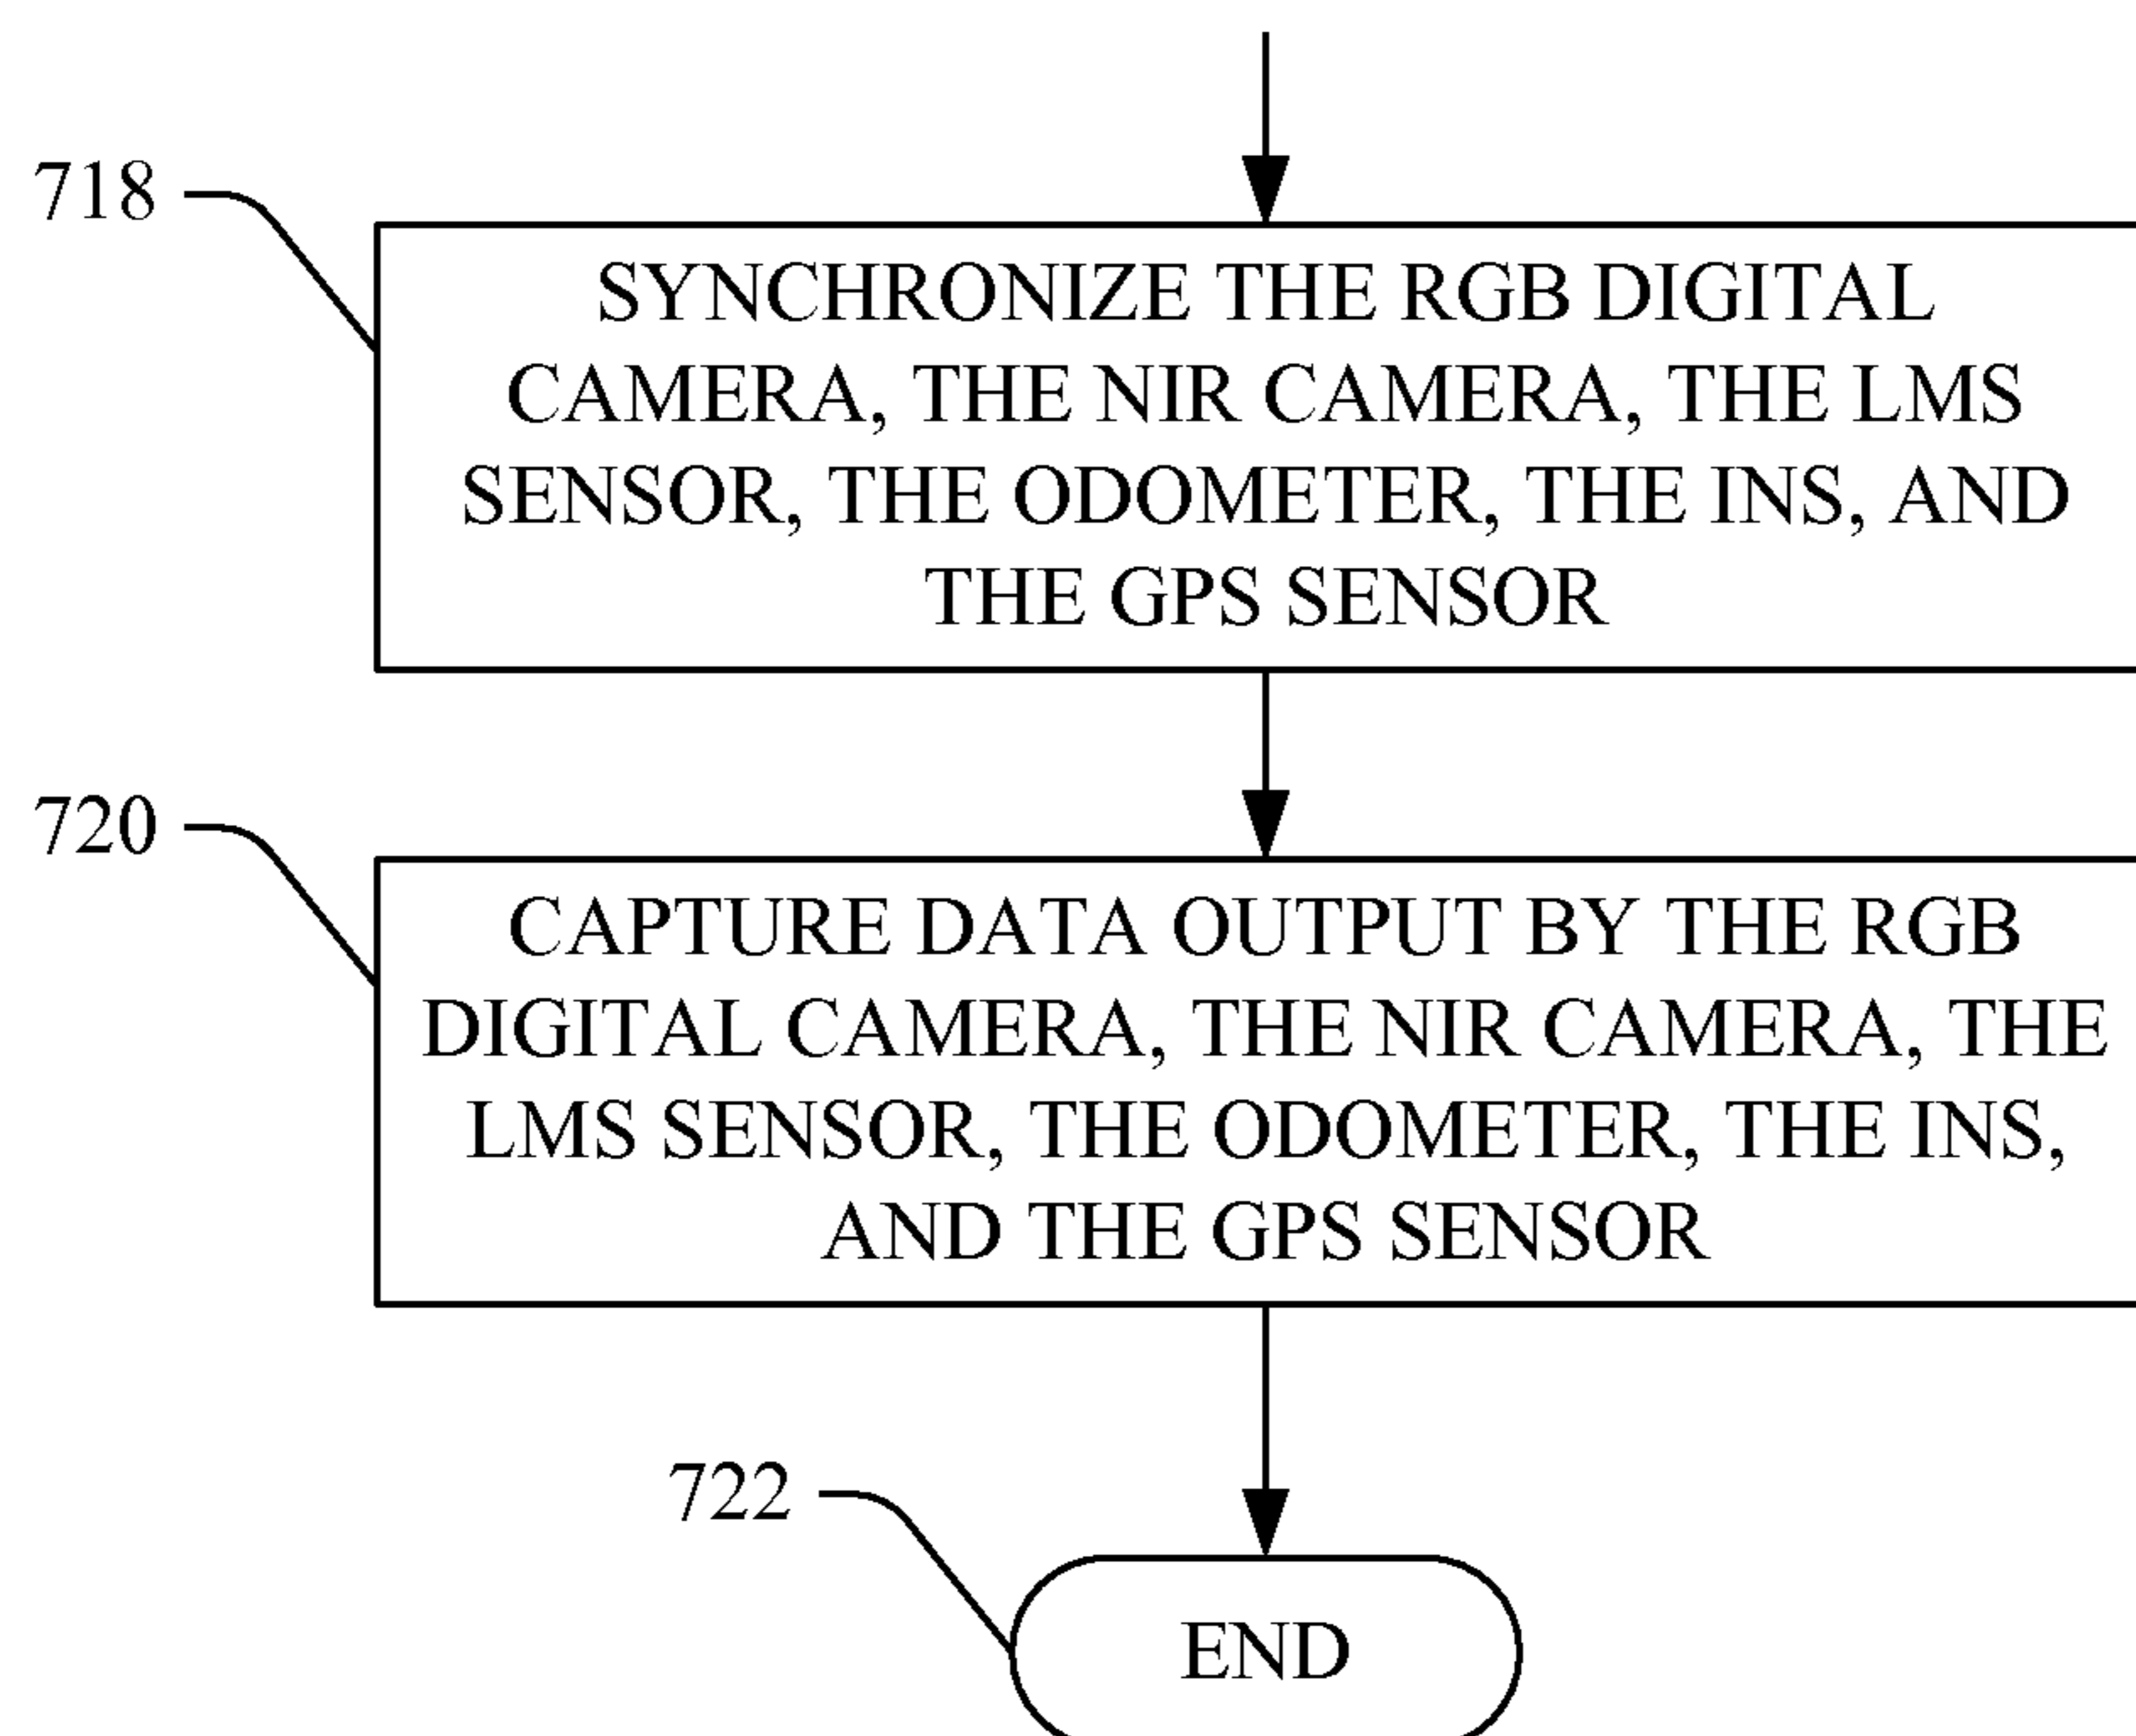 718
SYNCHRONIZE THE RGB DIGITAL
CAMERA, THE NIR CAMERA, THE LMS
SENSOR, THE ODOMETER, THE INS, AND
THE GPS SENSOR
720
CAPTURE DATA OUTPUT BY THE RGB
DIGITAL CAMERA, THE NIR CAMERA, THE
LMS SENSOR, THE ODOMETER, THE INS,
AND THE GPS SENSOR
722
END